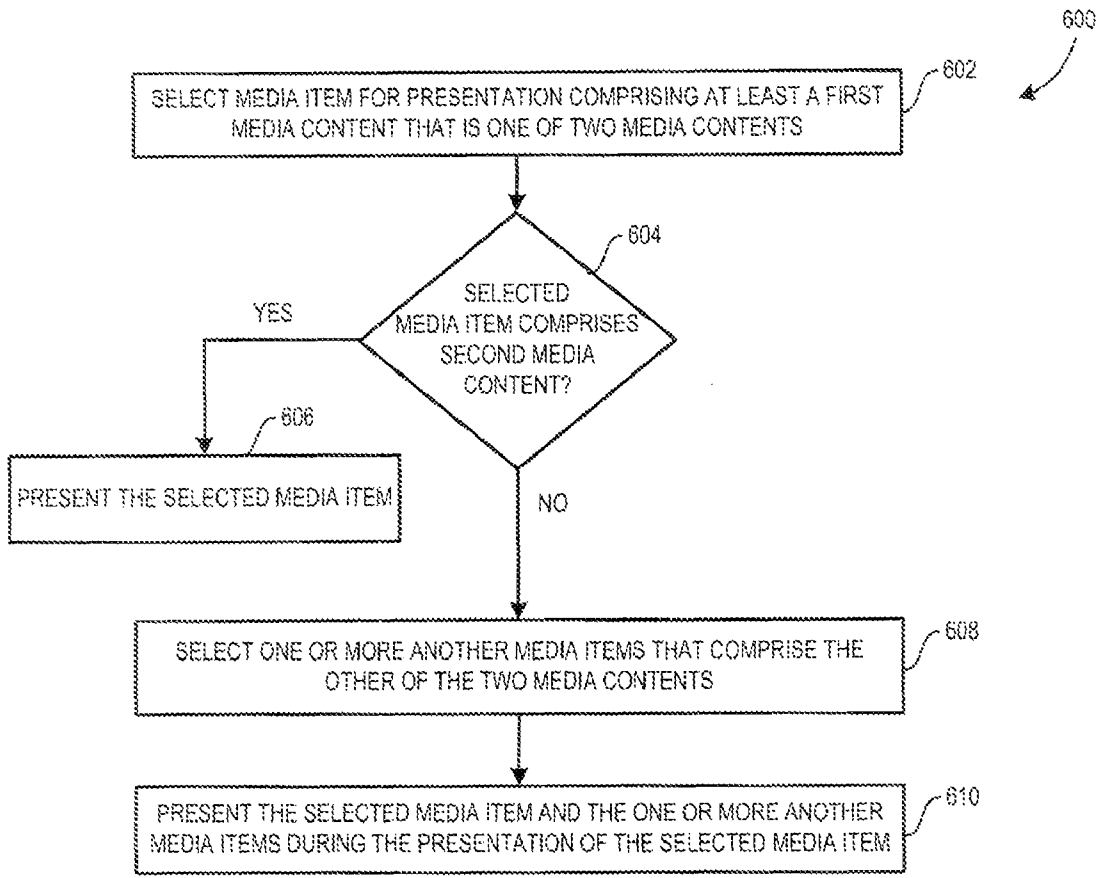 600
602
SELECT MEDIA ITEM FOR PRESENTATION COMPRISING AT LEAST A FIRST
MEDIA CONTENT THAT IS ONE OF TWO MEDIA CONTENTS
604
SELECTED
MEDIA ITEM COMPRISES
SECOND MEDIA
CONTENT?
YES
606
PRESENT THE SELECTED MEDIA ITEM
NO
608
SELECT ONE OR MORE ANOTHER MEDIA ITEMS THAT COMPRISE THE
OTHER OF THE TWO MEDIA CONTENTS
610
PRESENT THE SELECTED MEDIA ITEM AND THE ONE OR MORE ANOTHER
MEDIA ITEMS DURING THE PRESENTATION OF THE SELECTED MEDIA ITEM